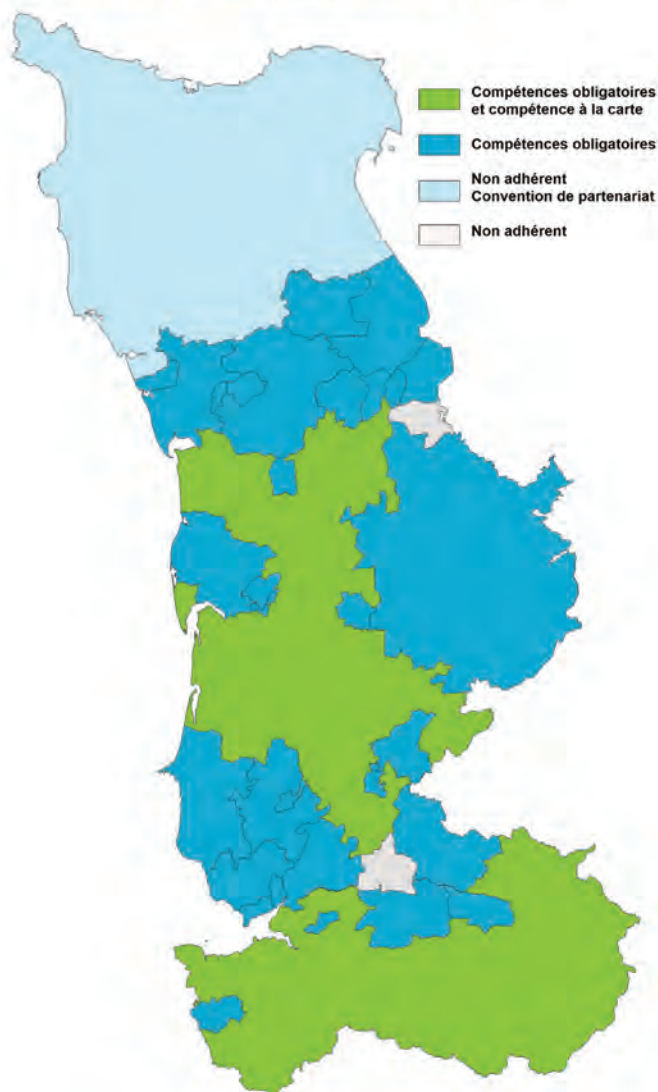 Compétences obligatoires
et compétence à la carte
Compétences obligatoires
Non adhérent
Convention de partenariat
Non adhérent